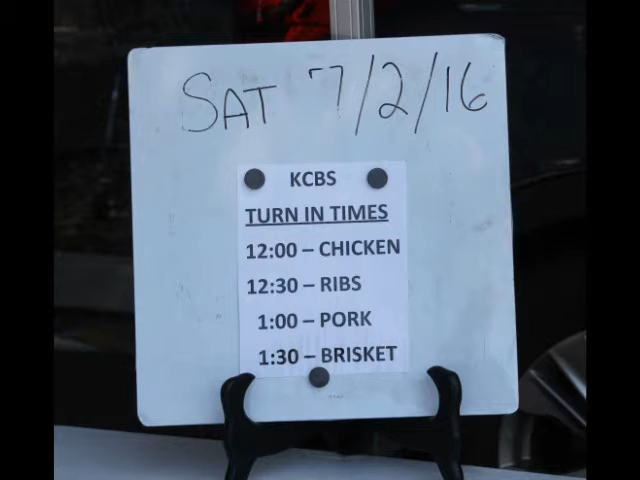 SAT 7/2/16
KCBS
TURN IN TIMES
12:00 – CHICKEN
12:30 – RIBS
1:00 – PORK
1:30 – BRISKET